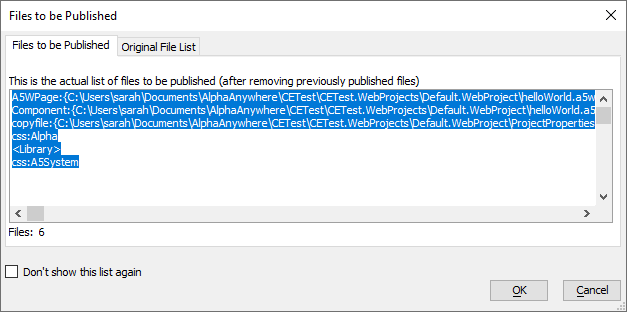 Files to be Published
Files to be Published
Original File List
This is the actual list of files to be published (after removing previously published files)
A5WPage:{C:\Users\sarah\Documents\AlphaAnywhere\CETest\CETest.WebProjects\Default.WebProject\helloWorld.a5w
Component:{C:\Users\sarah\Documents\AlphaAnywhere\CETest\CETest.WebProjects\Default.WebProject\helloWorld.a5
copyfile:{C:\Users\sarah\Documents\AlphaAnywhere\CETest\CETest.WebProjects\Default.WebProject\ProjectProperties
css:Alpha
<Library>
css:A5System
Files: 6
Don't show this list again
OK
Cancel